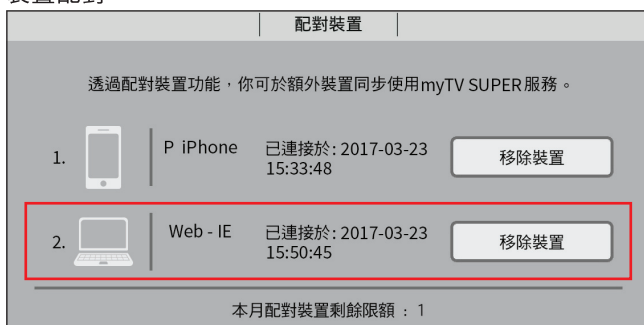 配對裝置
透過配對裝置功能，你可於額外裝置同步使用myTV SUPER服務。
1. P iPhone 已連接於: 2017-03-23 移除裝置
15:33:48
2. Web - IE 已連接於: 2017-03-23 移除裝置
15:50:45
本月配對裝置剩餘限額 : 1